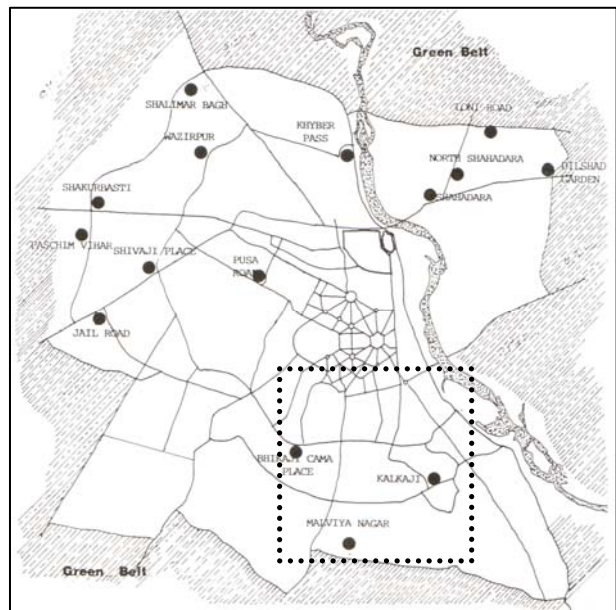 Green Belt
SHALIMAR BAGH
LONI ROAD
WAZIRPUR
KHYBER
PASS
NORTH SHAHADARA
DILSHAD
GARDEN
SHAKURBASTI
SHAHADARA
PASCHIM VIHAR
SHIVAJI PLACE
PUSA
ROAD
JAIL ROAD
BHIKAJI CAMA
PLACE
KALKAJI
MALVIYA NAGAR
Green Belt